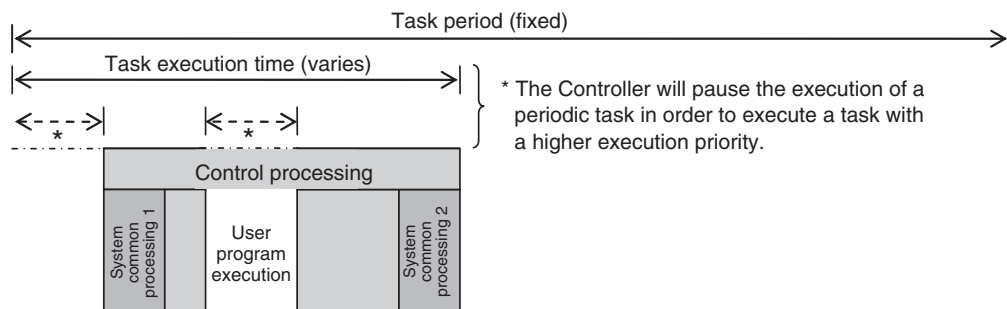 Task period (fixed)
Task execution time (varies)
* The Controller will pause the execution of a
periodic task in order to execute a task with
a higher execution priority.
*
*
Control processing
System
common
processing 1
User
program
execution
System
common
processing 2